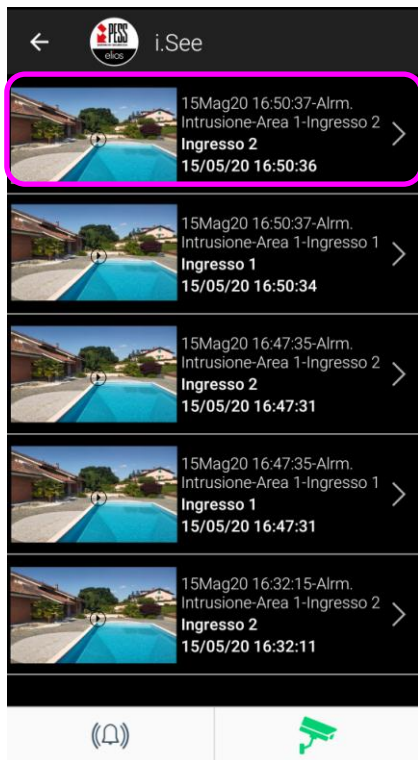 PESS
elios
i.See
15Mag20 16:50:37-Alrm.
Intrusione-Area 1-Ingresso 2
Ingresso 2
15/05/20 16:50:36
15Mag20 16:50:37-Alrm.
Intrusione-Area 1-Ingresso 1
Ingresso 1
15/05/20 16:50:34
15Mag20 16:47:35-Alrm.
Intrusione-Area 1-Ingresso 2
Ingresso 2
15/05/20 16:47:31
15Mag20 16:47:35-Alrm.
Intrusione-Area 1-Ingresso 1
Ingresso 1
15/05/20 16:47:31
15Mag20 16:32:15-Alrm.
Intrusione-Area 1-Ingresso 2
Ingresso 2
15/05/20 16:32:11